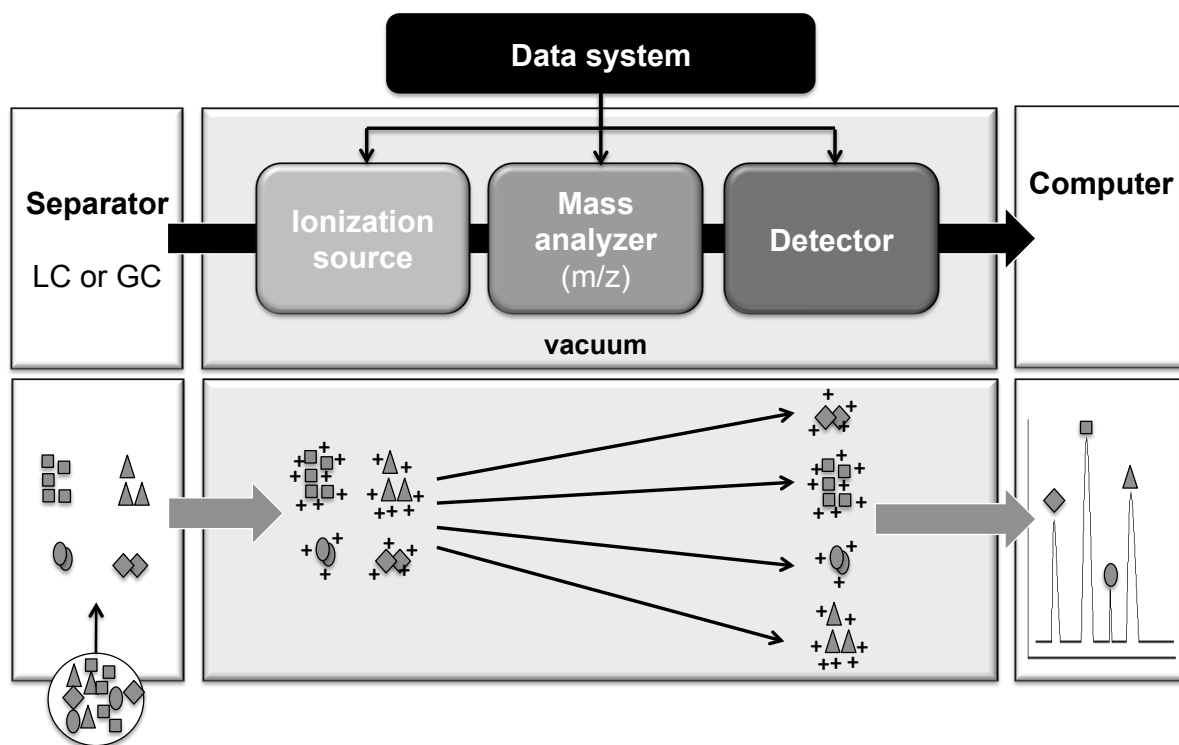 Data system
Separator
LC or GC
Ionization
source
Mass
analyzer
(m/z)
Detector
vacuum
Computer